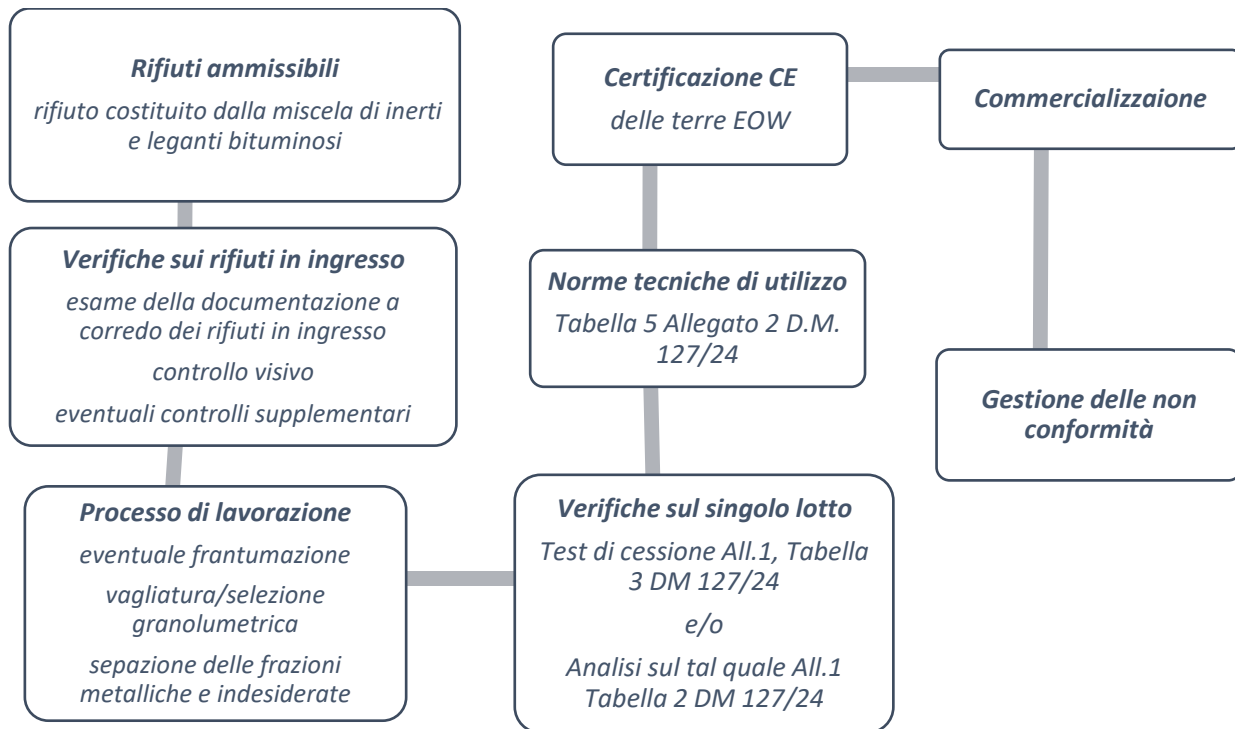 Rifiuti ammissibili
rifiuto costituito dalla miscela di inerti
e leganti bituminosi
Verifiche sui rifiuti in ingresso
esame della documentazione a
corredo dei rifiuti in ingresso
controllo visivo
eventuali controlli supplementari
Processo di lavorazione
eventuale frantumazione
vagliatura/selezione
granolumetrica
sepazione delle frazioni
metalliche e indesiderate
Verifiche sul singolo lotto
Test di cessione All.1, Tabella
3 DM 127/24
e/o
Analisi sul tal quale All.1
Tabella 2 DM 127/24
Norme tecniche di utilizzo
Tabella 5 Allegato 2 D.M.
127/24
Certificazione CE
delle terre EOW
Commercializzaione
Gestione delle non
conformità